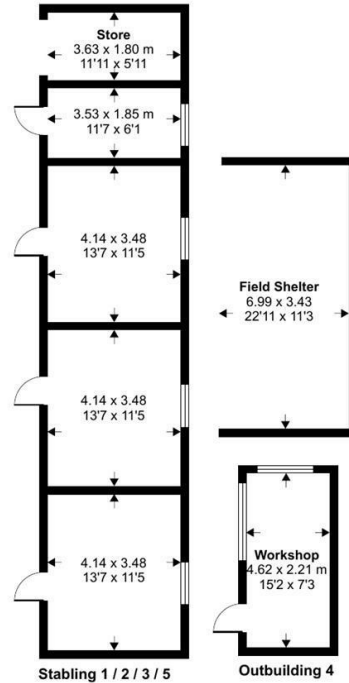 Store
3.63 x 1.80 m
11'11 x 5'11
3.53 x 1.85 m
11'7 x 6'1
4.14 x 3.48
13'7 x 11'5
4.14 x 3.48
13'7 x 11'5
4.14 x 3.48
13'7 x 11'5
Stabling 1 / 2 / 3 / 5
Field Shelter
6.99 x 3.43
22'11 x 11'3
Workshop
4.62 x 2.21 m
15'2 x 7'3
Outbuilding 4